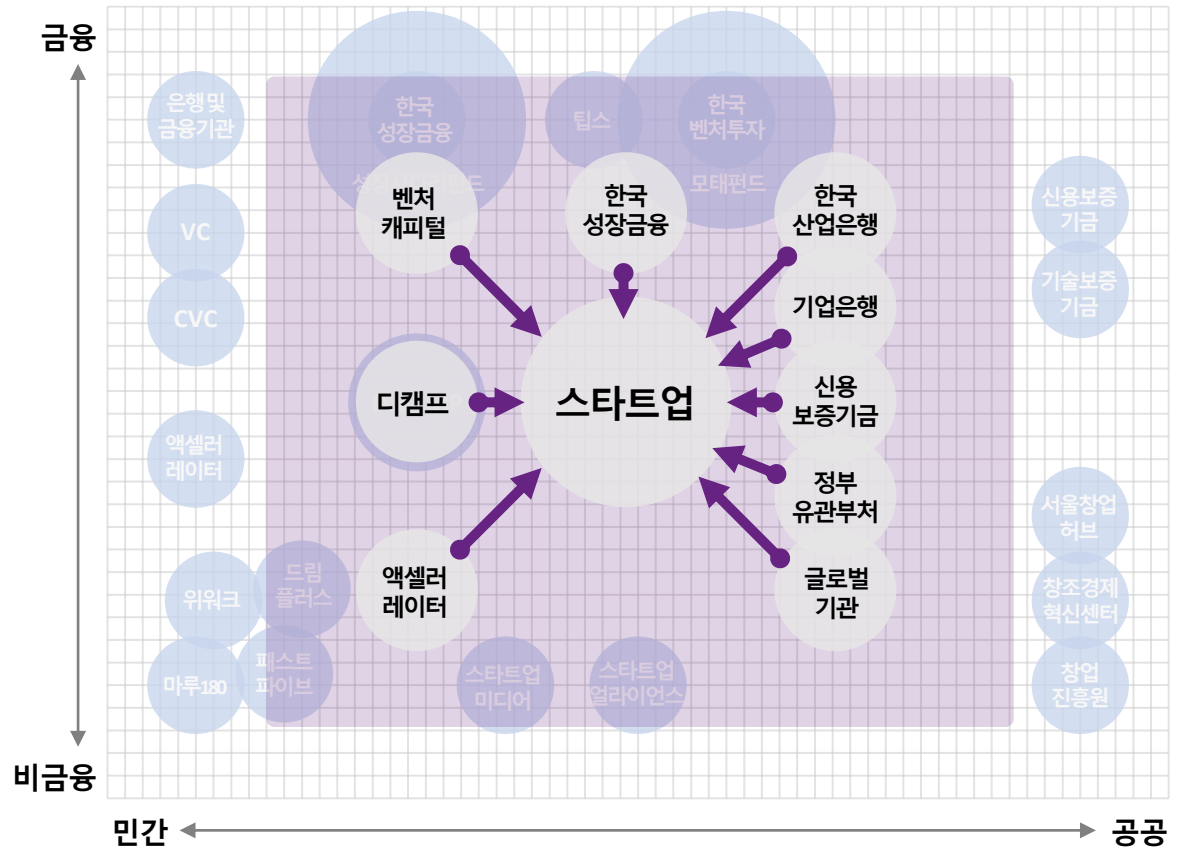 금융
은행 및
금융기관
한국
성장금융
팁스
한국
벤처투자
모태펀드
벤처
캐피털
한국
성장금융
한국
산업은행
신용보증
기금
VC
기업은행
기술보증
기금
CVC
디캠프
스타트업
신용
보증기금
액셀러
레이터
정부
유관부처
서울창업
허브
위워크
드림
플러스
액셀러
레이터
글로벌
기관
창조경제
혁신센터
마루180
패스트
파이브
스타트업
미디어
스타트업
얼라이언스
창업
진흥원
비금융
민간
공공